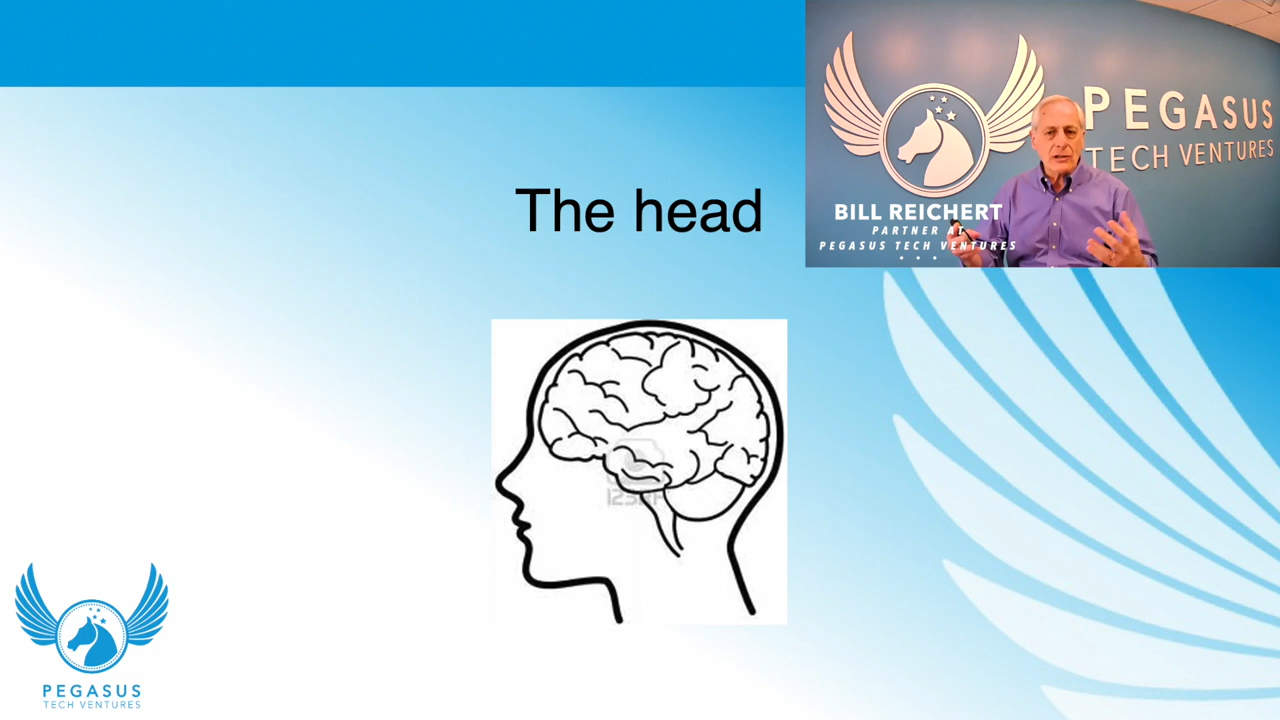 The head
PEGASUS
TECH VENTURES
BILL REICHERT
PARTNER AT
PEGASUS TECH VENTURES
PEGASUS
TECH VENTURES